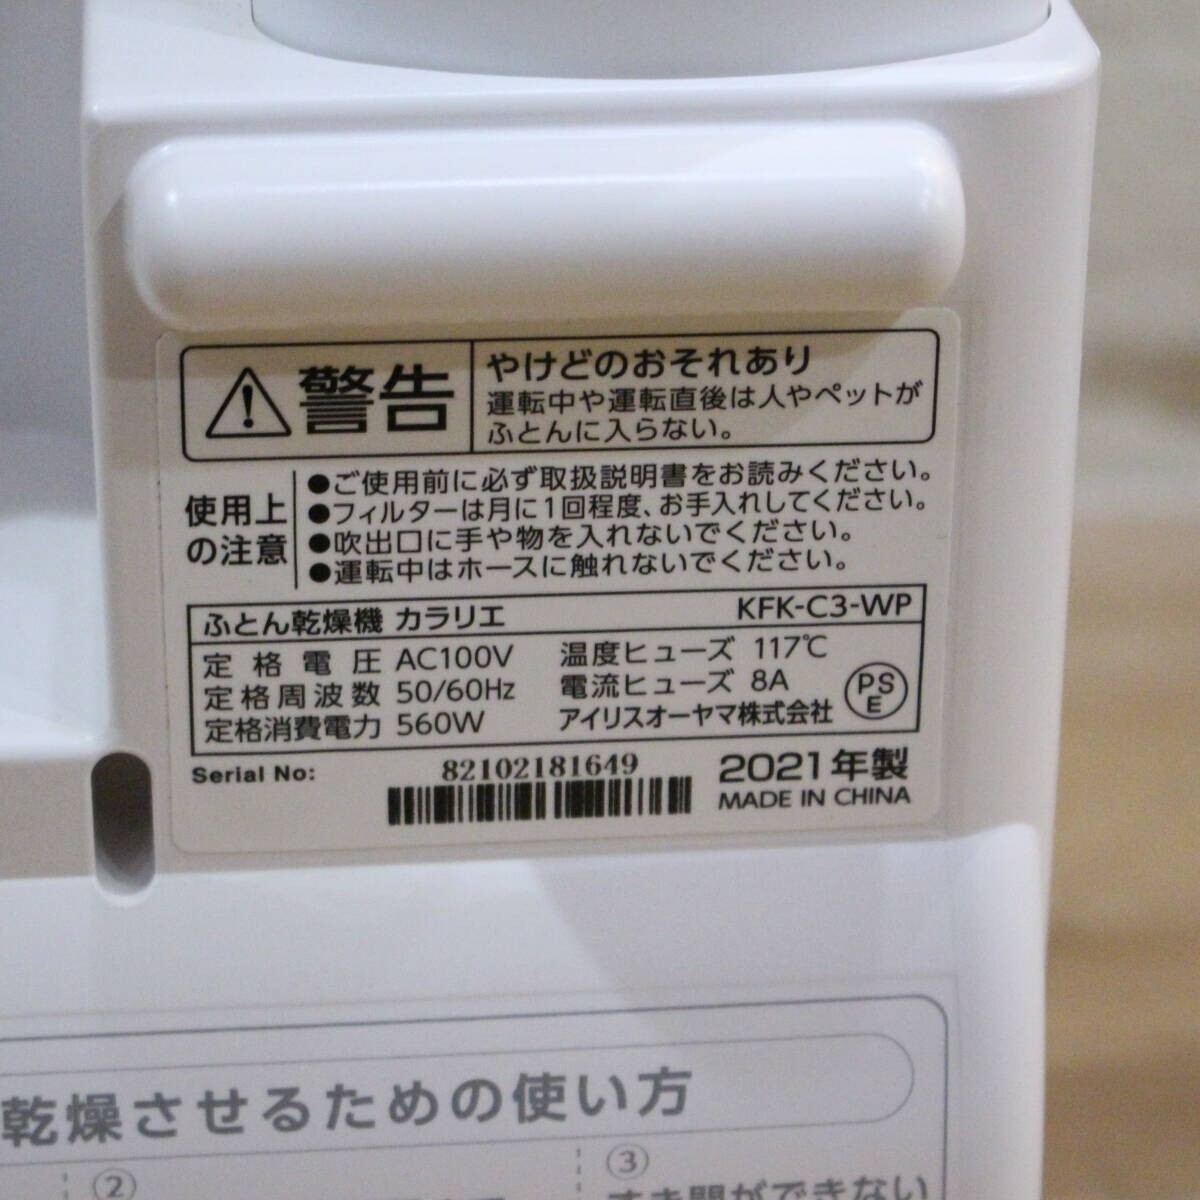 警告
やけどのおそれあり
運転中や運転直後は人やペットが
ふとんに入らない。
使用上
の注意
●ご使用前に必ず取扱説明書をお読みください。
●フィルターは月に1回程度、お手入れしてください。
●吹出口に手や物を入れないでください。
●運転中はホースに触れないでください。
ふとん乾燥機 カラリエ KFK-C3-WP
定格電圧 AC100V
定格周波数 50/60Hz
定格消費電力 560W
温度ヒューズ 117℃
電流ヒューズ 8A
アイリスオーヤマ株式会社
PS
E
Serial No: 82102181649
2021年製
MADE IN CHINA
乾燥させるための使い方
②
③
すき間ができない